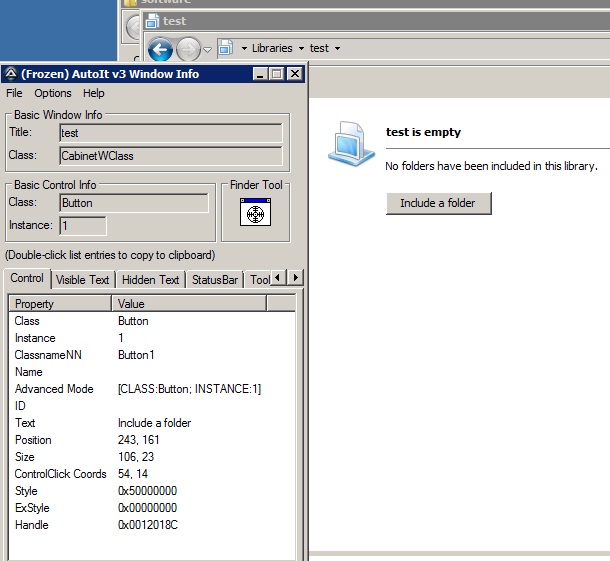 software
test
Libraries test
(Frozen) AutoIt v3 Window Info
File Options Help
Basic Window Info
Title: test
Class: CabinetWClass
Basic Control Info
Class: Button
Instance: 1
Finder Tool
(Double-click list entries to copy to clipboard)
Control Visible Text Hidden Text StatusBar Tool
Property Value
Class Button
Instance 1
ClassnameNN Button1
Name
Advanced Mode [CLASS:Button; INSTANCE:1]
ID
Text Include a folder
Position 243, 161
Size 106, 23
ControlClick Coords 54, 14
Style 0x50000000
ExStyle 0x00000000
Handle 0x0012018C
test is empty
No folders have been included in this library.
Include a folder